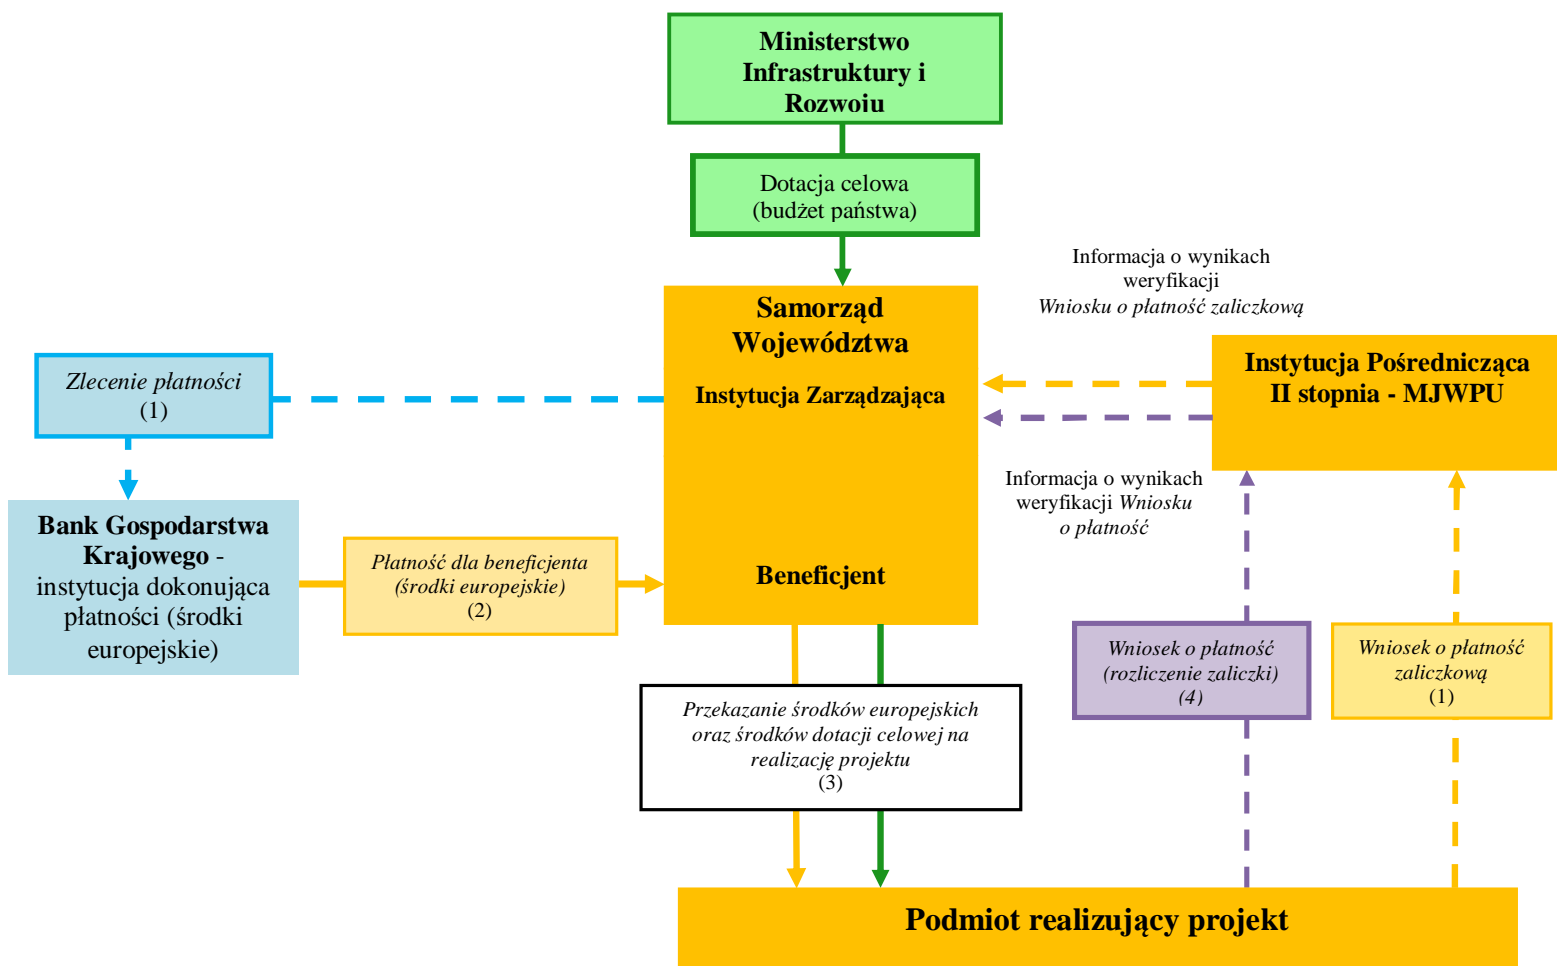 Ministerstwo
Infrastruktury i
Rozwoju
Dotacja celowa
(budżet państwa)
Informacja o wynikach
weryfikacji
Wniosku o płatność zaliczkową
Samorząd
Województwa
Instytucja Zarządzająca
Beneficjent
Instytucja Pośrednicząca
II stopnia - MJWPU
Zlecenie płatności
(1)
Informacja o wynikach
weryfikacji Wniosku
o płatność
Bank Gospodarstwa
Krajowego -
instytucja dokonująca
płatności (środki
europejskie)
Płatność dla beneficjenta
(środki europejskie)
(2)
Wniosek o płatność
(rozliczenie zaliczki)
(4)
Wniosek o płatność
zaliczkową
(1)
Przekazanie środków europejskich
oraz środków dotacji celowej na
realizację projektu
(3)
Podmiot realizujący projekt